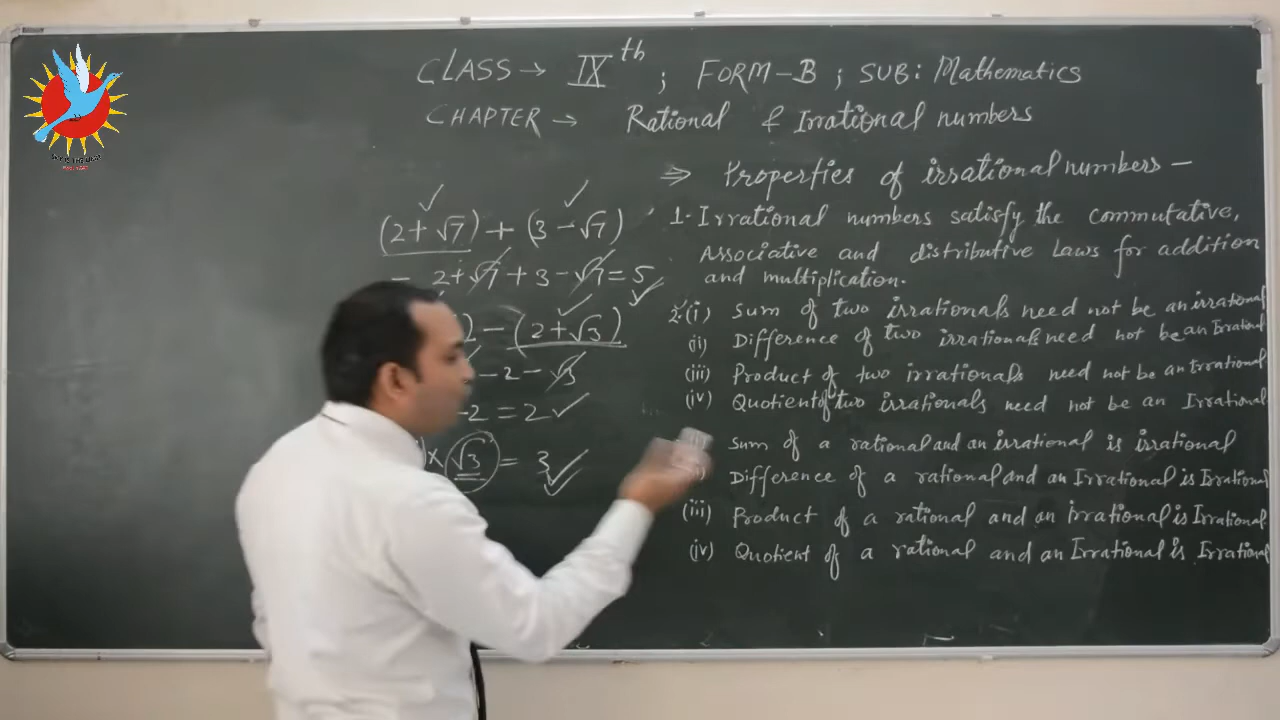 CLASS → IXth ; FORM-B ; SUB: Mathematics
CHAPTER → Rational & Irrational numbers
⇒ Properties of irrational numbers –
1. Irrational numbers satisfy the commutative,
Associative and distributive Laws for addition
and multiplication.
2. (i) Sum of two irrationals need not be an irrational
(ii) Difference of two irrationals need not be an Irrational
(iii) Product of two irrationals need not be an Irrational
(iv) Quotient of two irrationals need not be an Irrational
Sum of a rational and an irrational is irrational
Difference of a rational and an Irrational is Irrational
(iii) Product of a rational and an irrational is Irrational
(iv) Quotient of a rational and an Irrational is Irrational
(2+√7) + (3-√7)
2+√7+3-√7=5
) - (2+√3)
-2-√3
-2 = 2
× √3 = 3